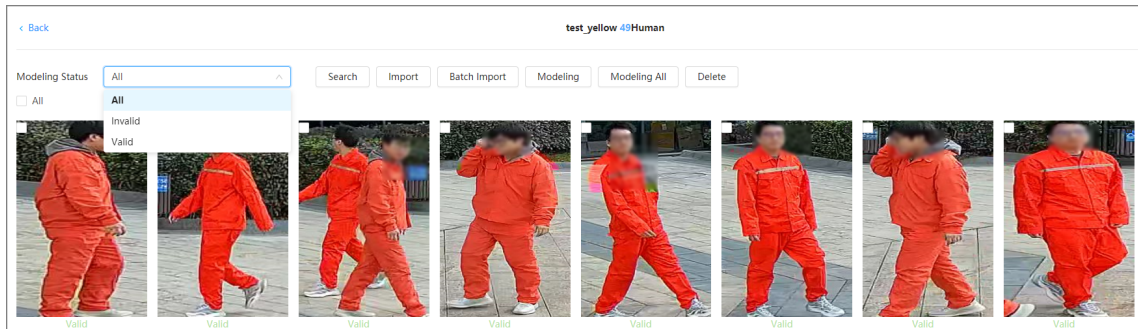 < Back
test_yellow 49Human
Modeling Status All Search Import Batch Import Modeling Modeling All Delete
All
All
Invalid
Valid
Valid Valid Valid Valid Valid Valid Valid Valid